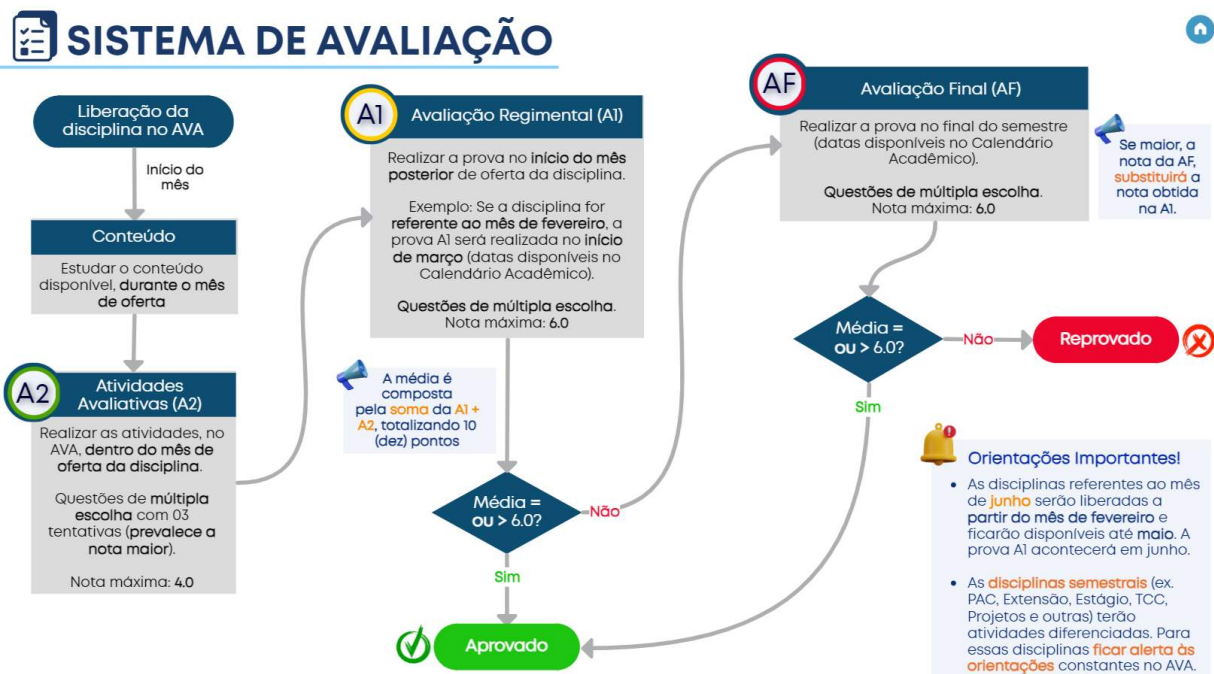 SISTEMA DE AVALIAÇÃO
Liberação da
disciplina no AVA
Início do
mês
Conteúdo
Estudar o conteúdo
disponível, durante o mês
de oferta
A2
Atividades
Avaliativas (A2)
Realizar as atividades, no
AVA, dentro do mês de
oferta da disciplina.
Questões de múltipla
escolha com 03
tentativas (prevalece a
nota maior).
Nota máxima: 4.0
A1
Avaliação Regimental (A1)
Realizar a prova no início do mês
posterior de oferta da disciplina.
Exemplo: Se a disciplina for
referente ao mês de fevereiro, a
prova A1 será realizada no início
de março (datas disponíveis no
Calendário Acadêmico).
Questões de múltipla escolha.
Nota máxima: 6.0
A média é
composta
pela soma da A1 +
A2, totalizando 10
(dez) pontos
Média =
ou > 6.0?
Não
Sim
Aprovado
AF
Avaliação Final (AF)
Realizar a prova no final do semestre
(datas disponíveis no Calendário
Acadêmico).
Questões de múltipla escolha.
Nota máxima: 6.0
Se maior, a
nota da AF,
substituirá a
nota obtida
na A1.
Média =
ou > 6.0?
Não
Reprovado
Sim
Orientações Importantes!
• As disciplinas referentes ao mês
de junho serão liberadas a
partir do mês de fevereiro e
ficarão disponíveis até maio. A
prova A1 acontecerá em junho.
• As disciplinas semestrais (ex.
PAC, Extensão, Estágio, TCC,
Projetos e outras) terão
atividades diferenciadas. Para
essas disciplinas ficar alerta às
orientações constantes no AVA.